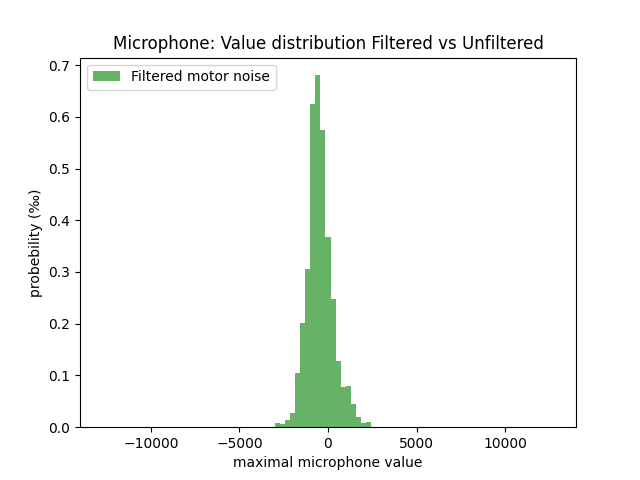 Microphone: Value distribution Filtered vs Unfiltered
Filtered motor noise
probebility (‰)
0.7
0.6
0.5
0.4
0.3
0.2
0.1
0.0
−10000 −5000 0 5000 10000
maximal microphone value